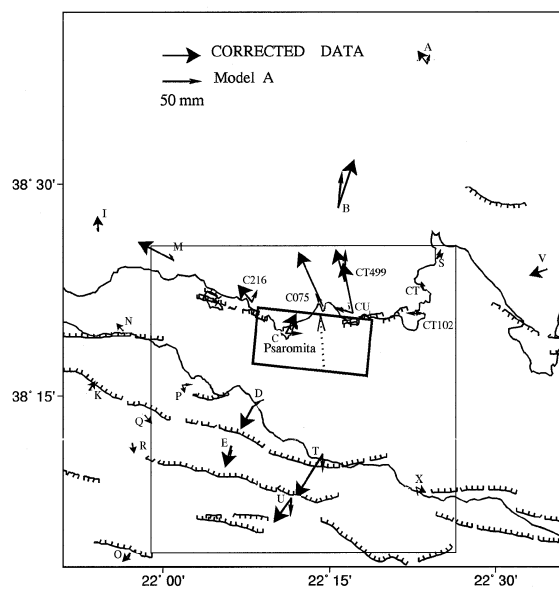 A
CORRECTED DATA
Model A
50 mm
38° 30'
B
I
M
V
S
C216
CT499
CT
C075
CU
A
CT102
N
C
Psaromita
38° 15'
K
P
D
Q
R
E
T
X
U
O
22° 00'
22° 15'
22° 30'